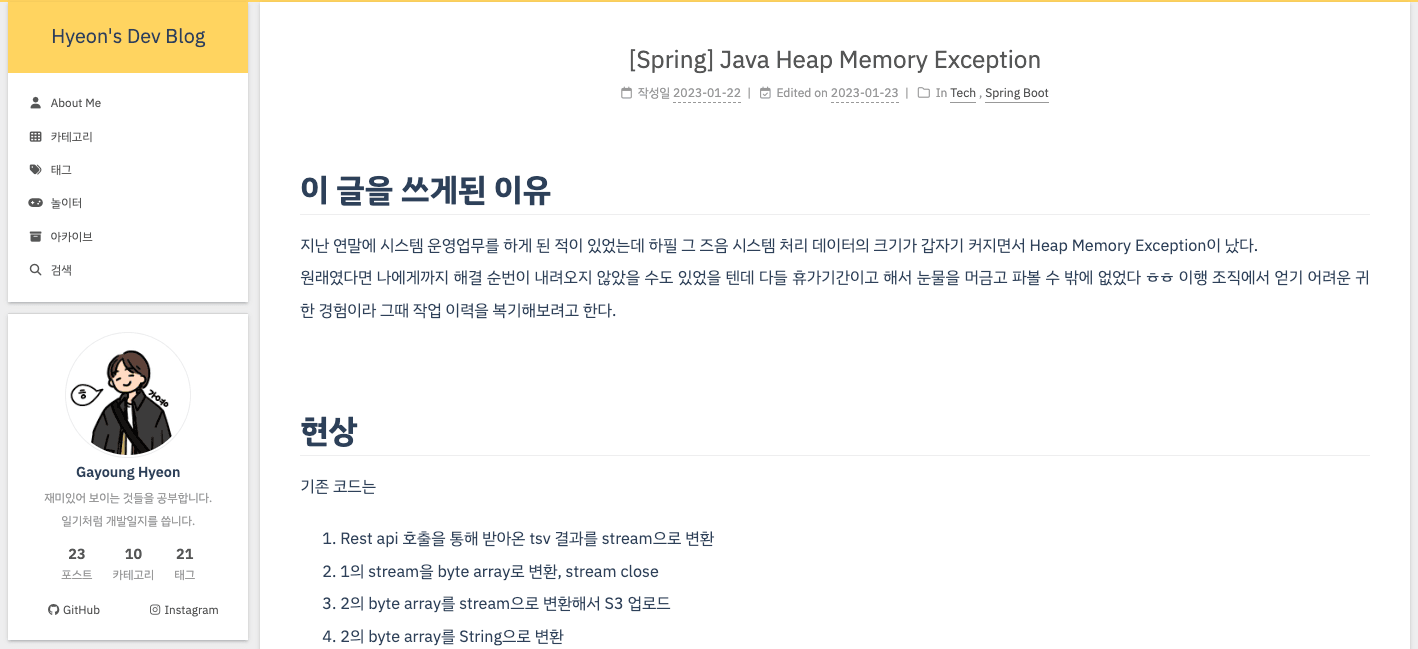 Hyeon's Dev Blog
About Me
카테고리
태그
놀이터
아카이브
검색
흥
가영
Gayoung Hyeon
재미있어 보이는 것들을 공부합니다.
일기처럼 개발일지를 씁니다.
23 10 21
포스트 카테고리 태그
GitHub Instagram
[Spring] Java Heap Memory Exception
작성일 2023-01-22 | Edited on 2023-01-23 | In Tech , Spring Boot
이 글을 쓰게된 이유
지난 연말에 시스템 운영업무를 하게 된 적이 있었는데 하필 그 즈음 시스템 처리 데이터의 크기가 갑자기 커지면서 Heap Memory Exception이 났다.
원래였다면 나에게까지 해결 순번이 내려오지 않았을 수도 있었을 텐데 다들 휴가기간이고 해서 눈물을 머금고 파볼 수 밖에 없었다 ㅎㅎ 이행 조직에서 얻기 어려운 귀
한 경험이라 그때 작업 이력을 복기해보려고 한다.
현상
기존 코드는
1. Rest api 호출을 통해 받아온 tsv 결과를 stream으로 변환
2. 1의 stream을 byte array로 변환, stream close
3. 2의 byte array를 stream으로 변환해서 S3 업로드
4. 2의 byte array를 String으로 변환